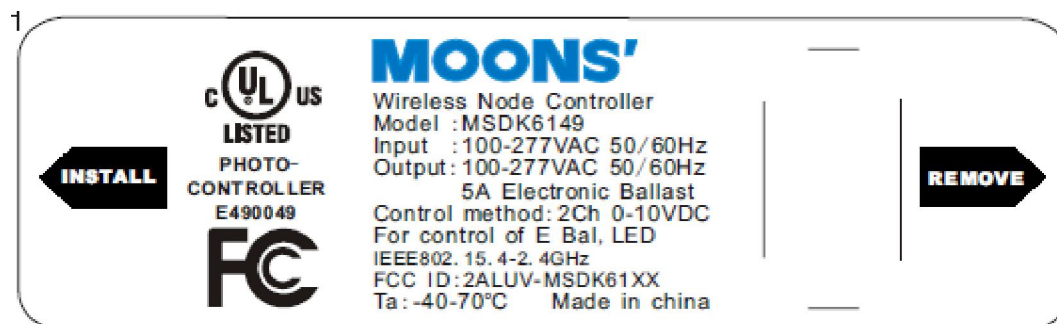 INSTALL
C UL US
LISTED
PHOTO-
CONTROLLER
E490049
FC
MOONS'
Wireless Node Controller
Model :MSDK6149
Input :100-277VAC 50/60Hz
Output:100-277VAC 50/60Hz
5A Electronic Ballast
Control method:2Ch 0-10VDC
For control of E Bal, LED
IEEE802.15.4-2.4GHz
FCC ID:2ALUV-MSDK61XX
Ta:-40-70℃ Made in china
REMOVE